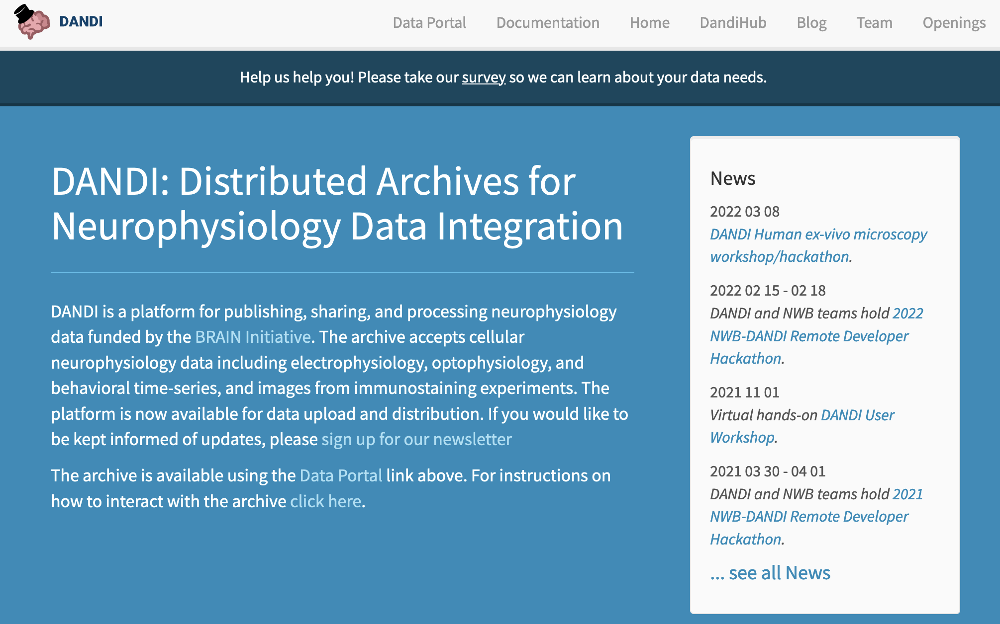 DANDI
Data Portal
Documentation
Home
DandiHub
Blog
Team
Openings
Help us help you! Please take our survey so we can learn about your data needs.
DANDI: Distributed Archives for
Neurophysiology Data Integration
DANDI is a platform for publishing, sharing, and processing neurophysiology
data funded by the BRAIN Initiative. The archive accepts cellular
neurophysiology data including electrophysiology, optophysiology, and
behavioral time-series, and images from immunostaining experiments. The
platform is now available for data upload and distribution. If you would like to
be kept informed of updates, please sign up for our newsletter
The archive is available using the Data Portal link above. For instructions on
how to interact with the archive click here.
News
2022 03 08
DANDI Human ex-vivo microscopy
workshop/hackathon.
2022 02 15 - 02 18
DANDI and NWB teams hold 2022
NWB-DANDI Remote Developer
Hackathon.
2021 11 01
Virtual hands-on DANDI User
Workshop.
2021 03 30 - 04 01
DANDI and NWB teams hold 2021
NWB-DANDI Remote Developer
Hackathon.
... see all News